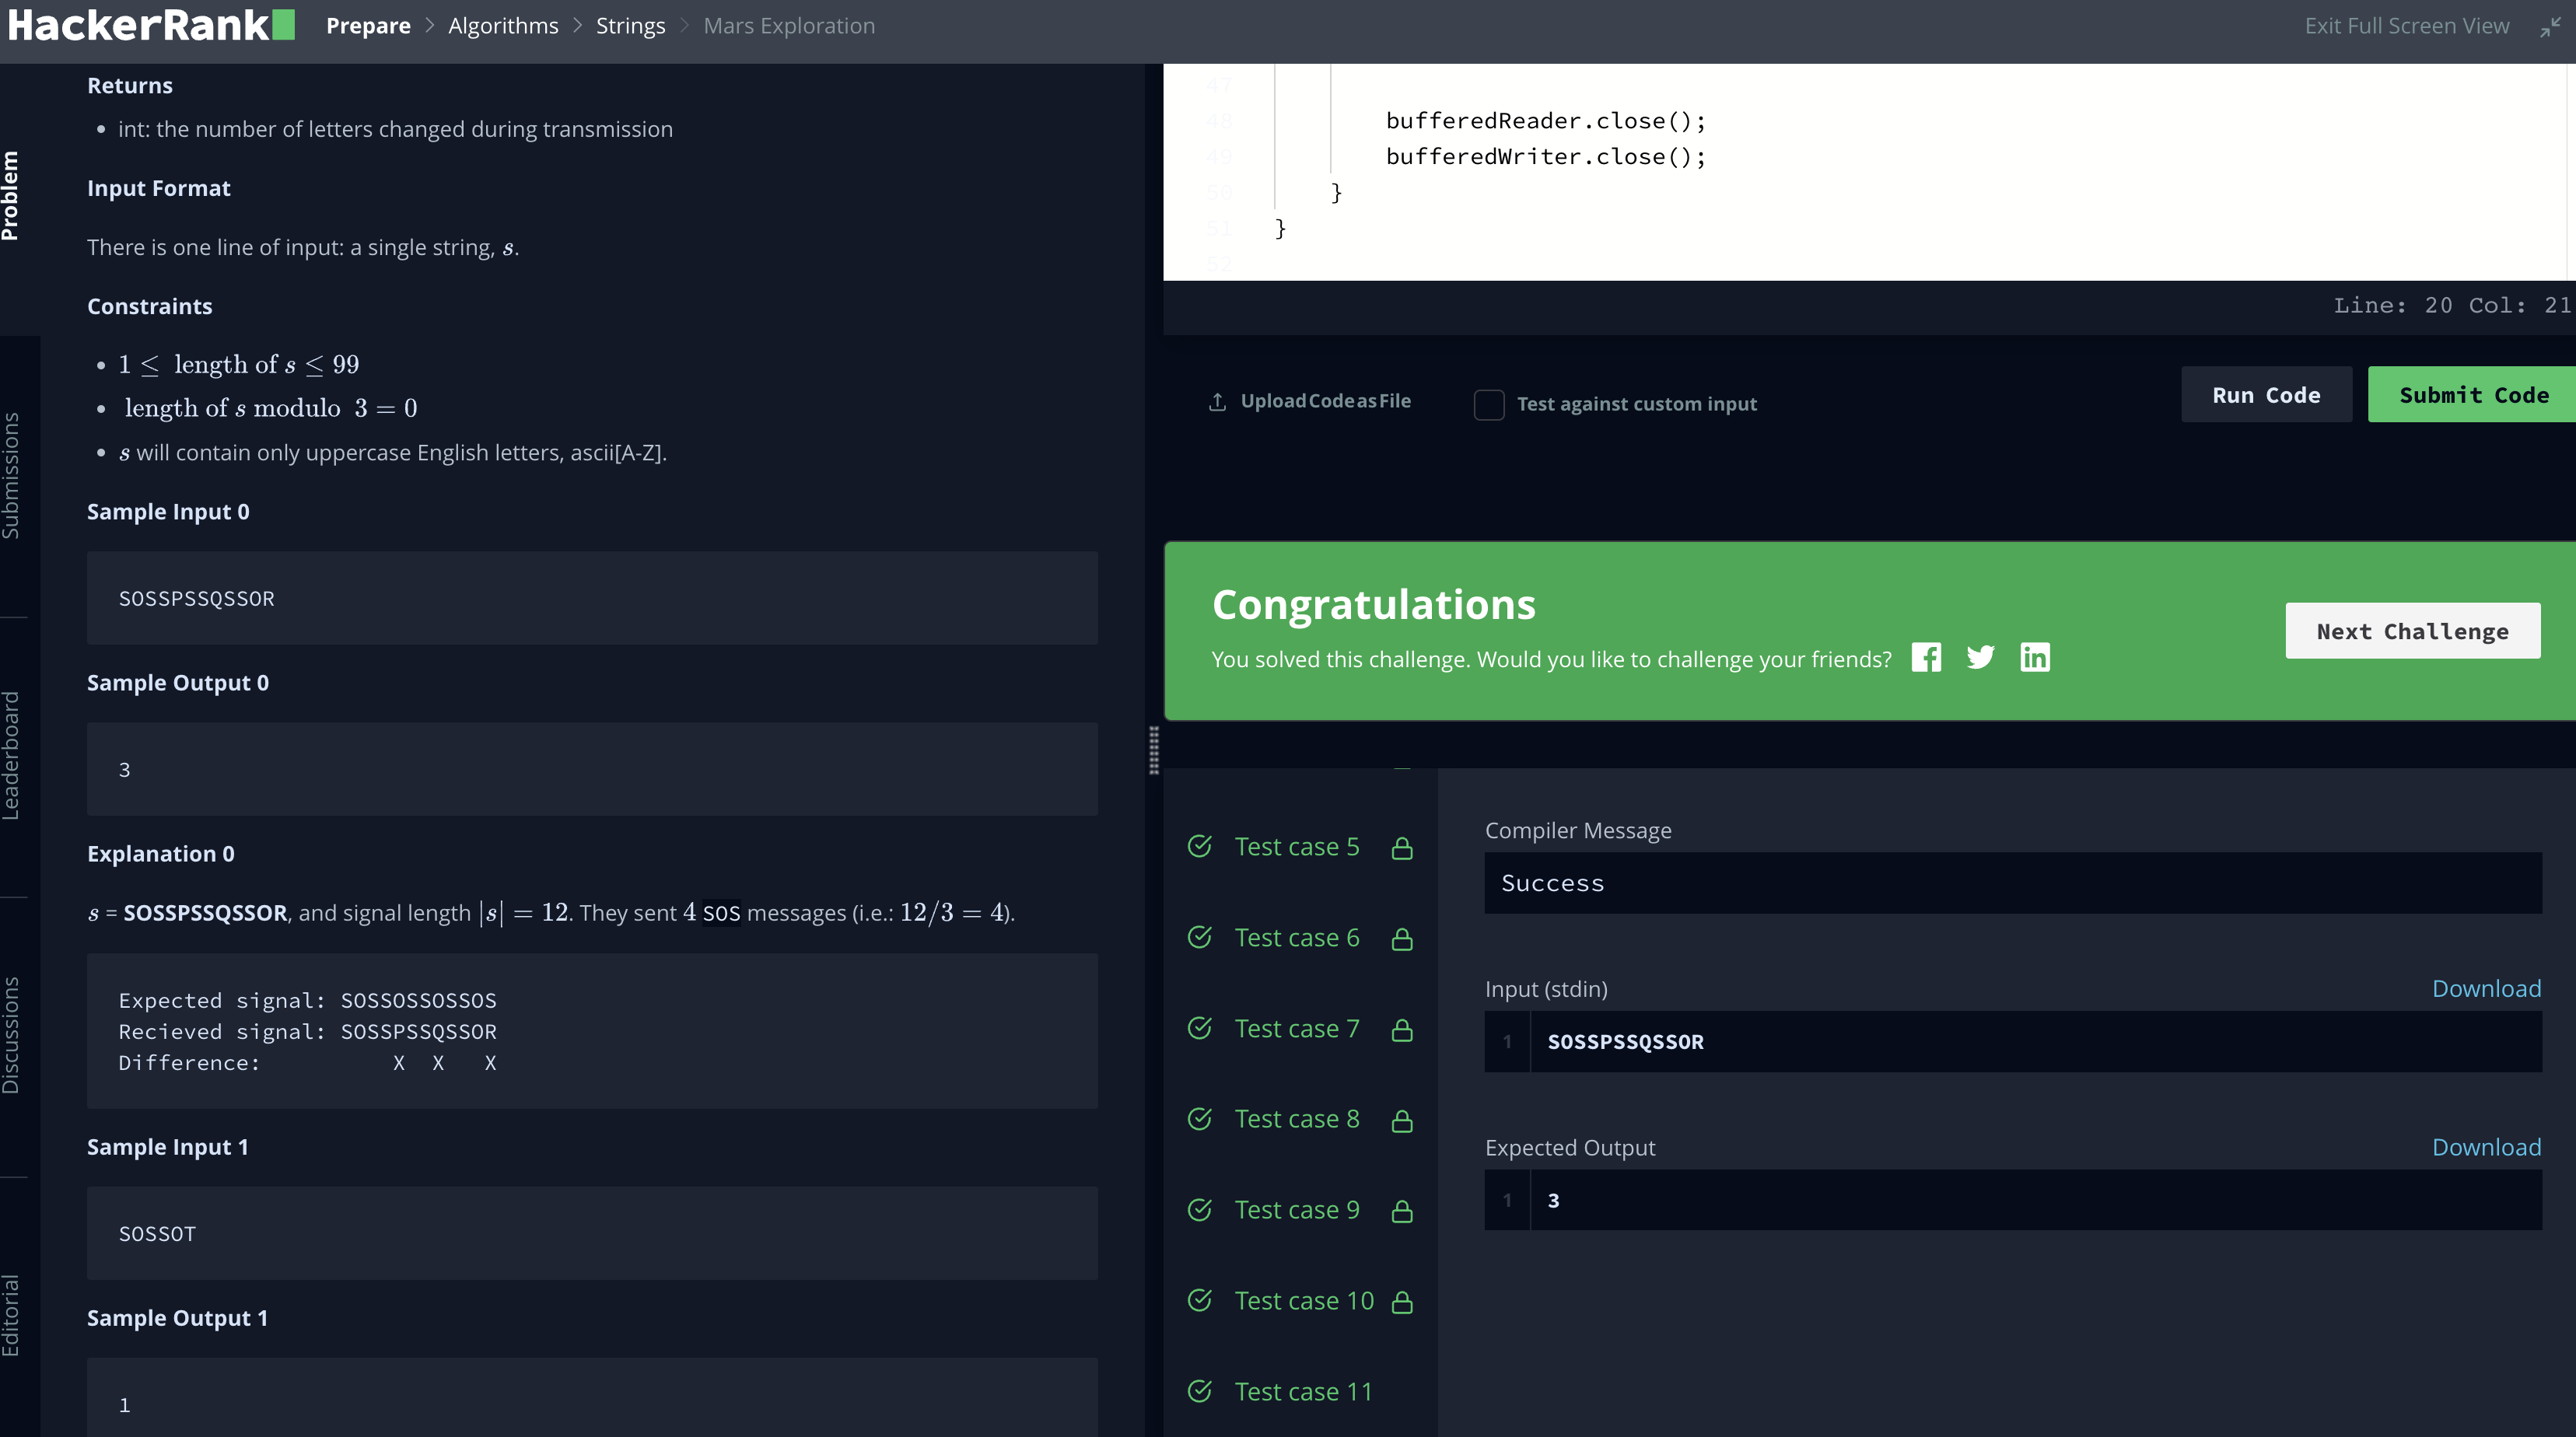 HackerRank Prepare > Algorithms > Strings > Mars Exploration Exit Full Screen View
Problem
Submissions
Leaderboard
Discussions
Editorial
Returns
• int: the number of letters changed during transmission
Input Format
There is one line of input: a single string, s.
Constraints
• 1 ≤ length of s ≤ 99
• length of s modulo 3 = 0
• s will contain only uppercase English letters, ascii[A-Z].
Sample Input 0
SOSSPSSQSSOR
Sample Output 0
3
Explanation 0
s = SOSSPSSQSSOR, and signal length |s| = 12. They sent 4 SOS messages (i.e.: 12/3 = 4).
Expected signal: SOSSOSSOSSOS
Recieved signal: SOSSPSSQSSOR
Difference: X X X
Sample Input 1
SOSSOT
Sample Output 1
1
47
48 bufferedReader.close();
49 bufferedWriter.close();
50 }
51 }
52
Line: 20 Col: 21
Upload Code as File Test against custom input Run Code Submit Code
Congratulations
You solved this challenge. Would you like to challenge your friends?
Next Challenge
Test case 5
Test case 6
Test case 7
Test case 8
Test case 9
Test case 10
Test case 11
Compiler Message
Success
Input (stdin) Download
1 SOSSPSSQSSOR
Expected Output Download
1 3